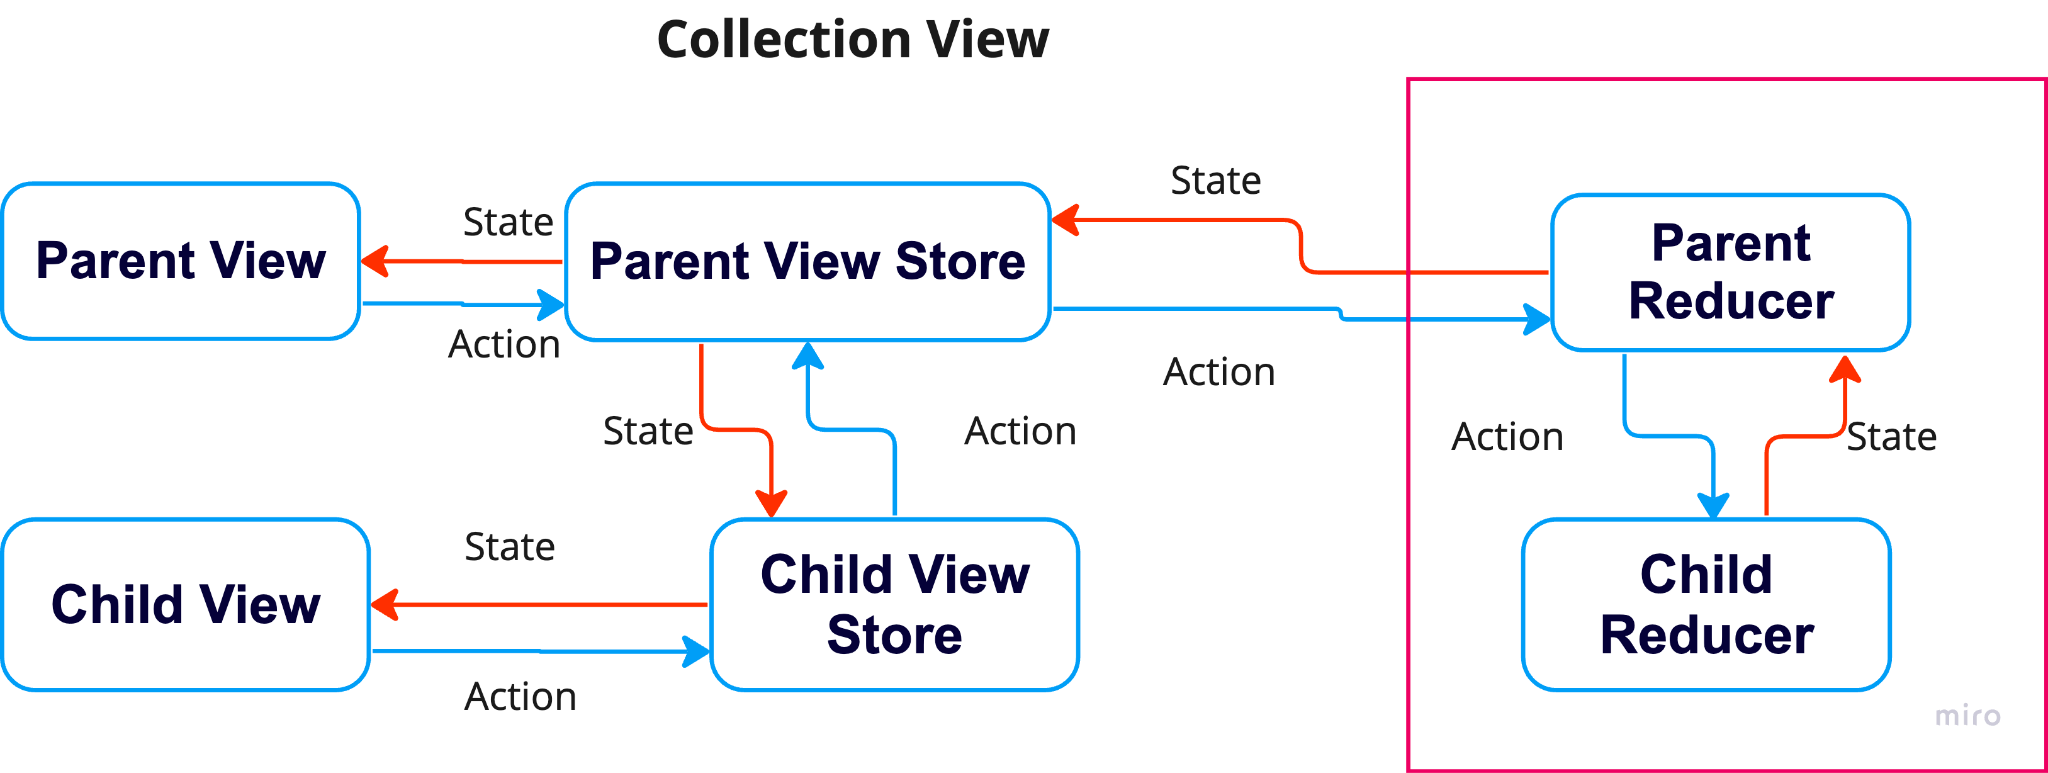 Collection View
State
Parent View
State
Parent View Store
Parent
Reducer
Action
Action
State
Action
Action
State
Child View
State
Action
Child View
Store
Child
Reducer
miro